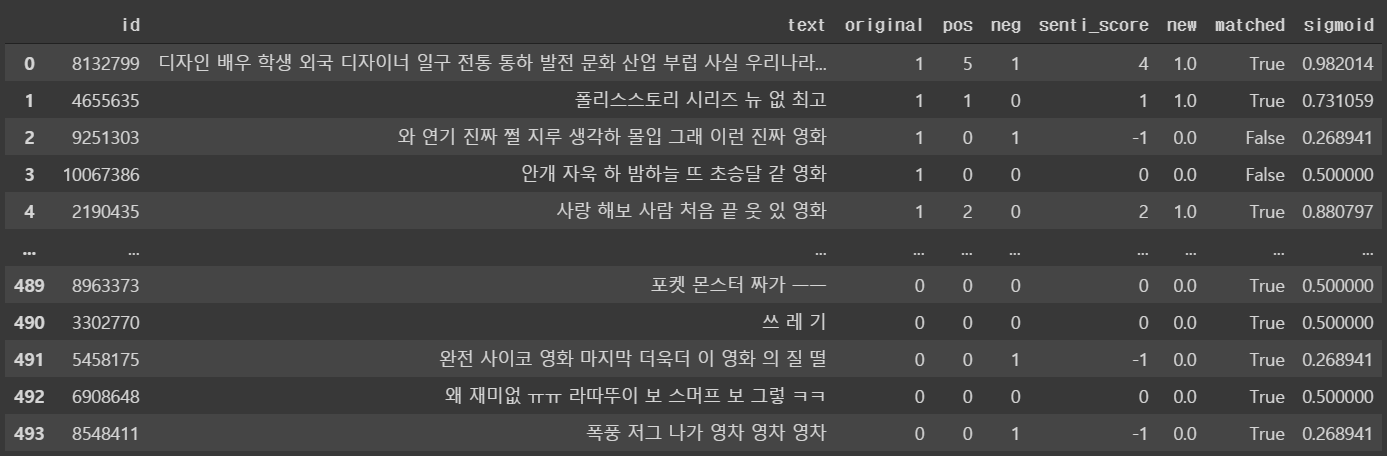 id text original pos neg senti_score new matched sigmoid
0 8132799 디자인 배우 학생 외국 디자이너 일구 전통 통하 발전 문화 산업 부럽 사실 우리나라... 1 5 1 4 1.0 True 0.982014
1 4655635 폴리스스토리 시리즈 뉴 없 최고 1 1 0 1 1.0 True 0.731059
2 9251303 와 연기 진짜 쩔 지루 생각하 몰입 그래 이런 진짜 영화 1 0 1 -1 0.0 False 0.268941
3 10067386 안개 자욱 하 밤하늘 뜨 초승달 같 영화 1 0 0 0 0.0 False 0.500000
4 2190435 사랑 해보 사람 처음 끝 웃 있 영화 1 2 0 2 1.0 True 0.880797
... ... ... ... ... ... ... ... ... ...
489 8963373 포켓 몬스터 짜가 ㅡㅡ 0 0 0 0 0.0 True 0.500000
490 3302770 쓰 레 기 0 0 0 0 0.0 True 0.500000
491 5458175 완전 사이코 영화 마지막 더욱더 이 영화 의 질 떨 0 0 1 -1 0.0 True 0.268941
492 6908648 왜 재미없 ㅠㅠ 라따뚜이 보 스머프 보 그렇 ㅋㅋ 0 0 0 0 0.0 True 0.500000
493 8548411 폭풍 저그 나가 영차 영차 영차 0 0 1 -1 0.0 True 0.268941